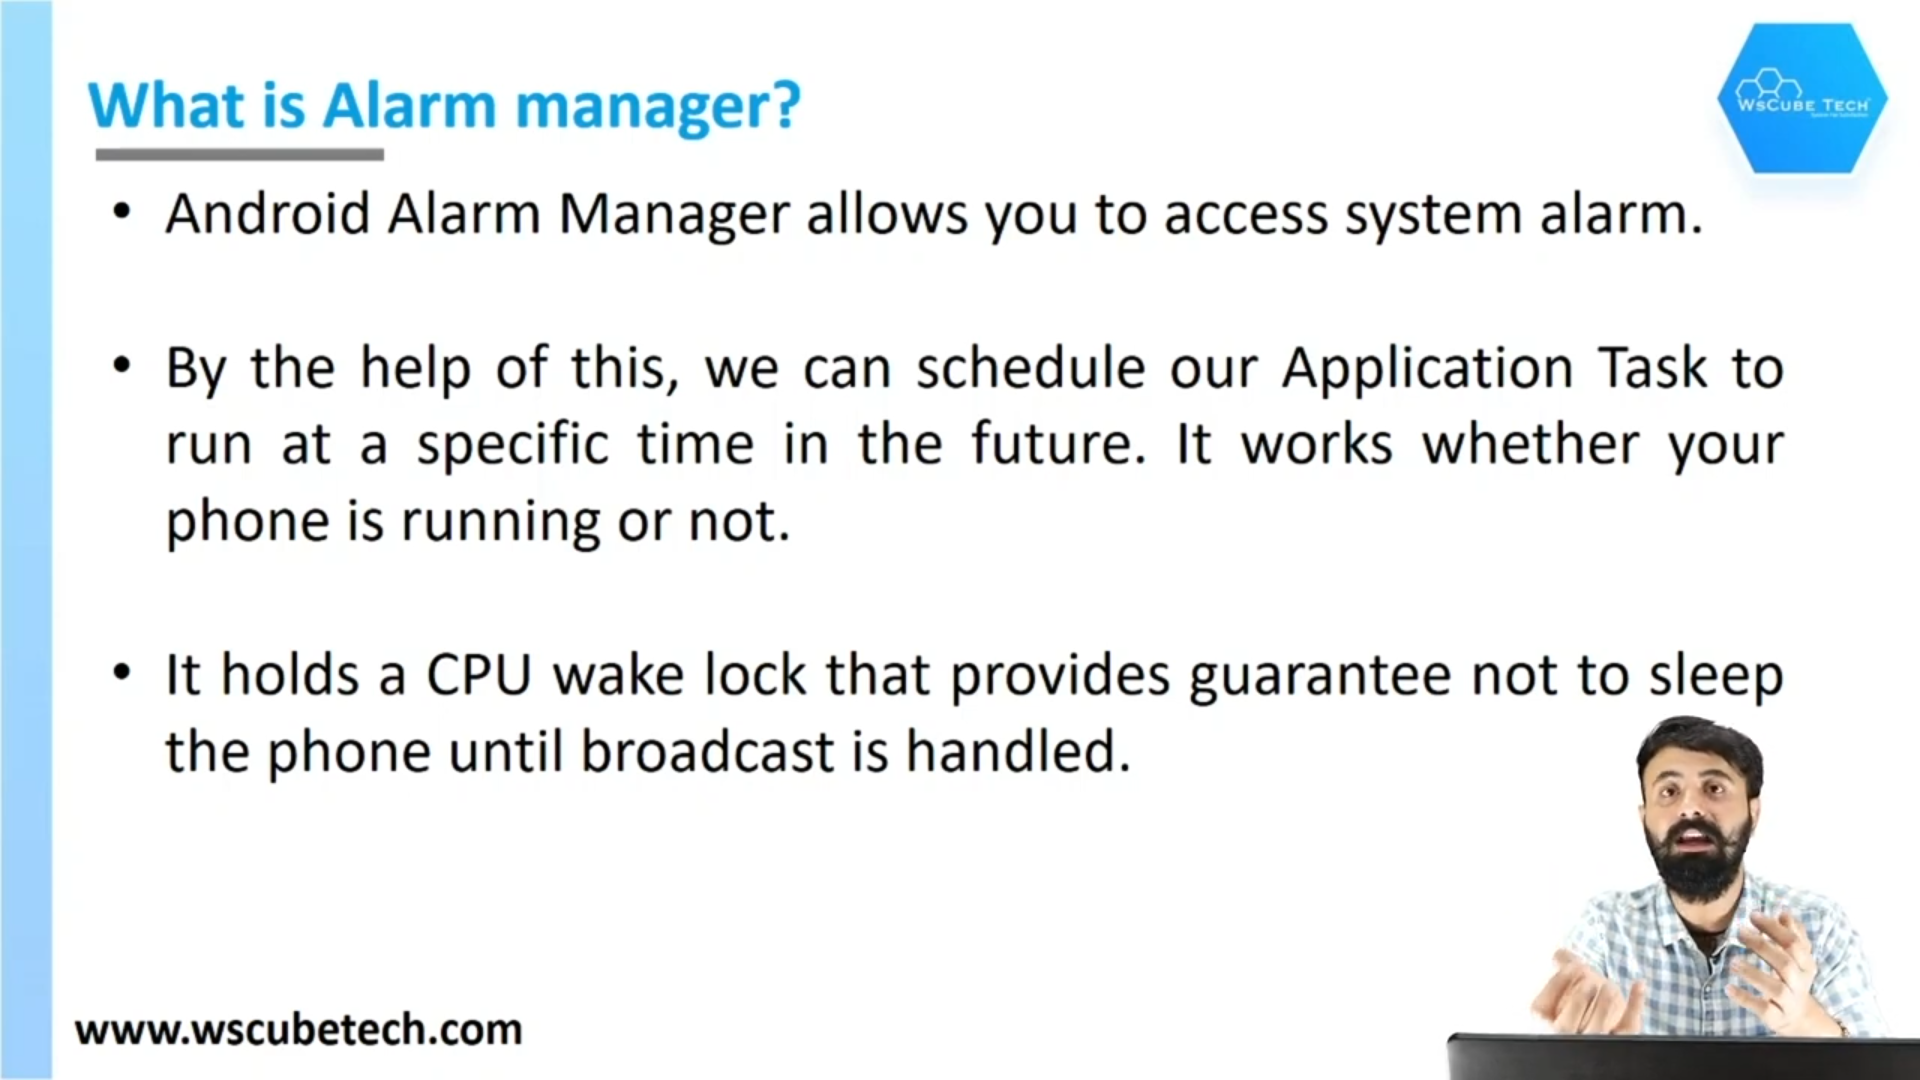 What is Alarm manager?
WSCUBE TECH
• Android Alarm Manager allows you to access system alarm.
• By the help of this, we can schedule our Application Task to
run at a specific time in the future. It works whether your
phone is running or not.
• It holds a CPU wake lock that provides guarantee not to sleep
the phone until broadcast is handled.
www.wscubetech.com